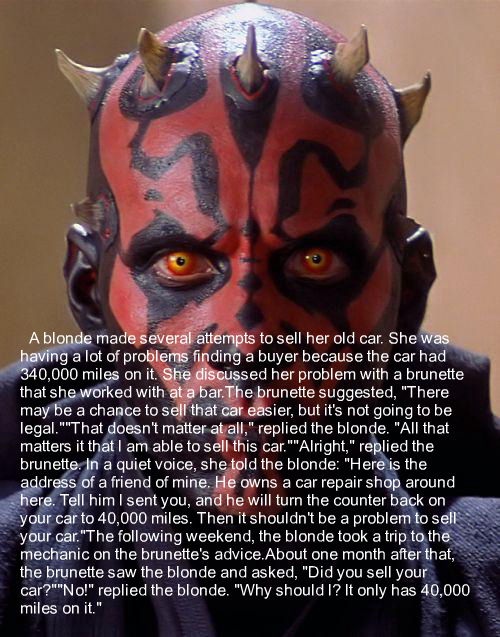 A blonde made several attempts to sell her old car. She was
having a lot of problems finding a buyer because the car had
340,000 miles on it. She discussed her problem with a brunette
that she worked with at a bar.The brunette suggested, "There
may be a chance to sell that car easier, but it's not going to be
legal.""That doesn't matter at all," replied the blonde. "All that
matters it that I am able to sell this car.""Alright," replied the
brunette. In a quiet voice, she told the blonde: "Here is the
address of a friend of mine. He owns a car repair shop around
here. Tell him I sent you, and he will turn the counter back on
your car to 40,000 miles. Then it shouldn't be a problem to sell
your car."The following weekend, the blonde took a trip to the
mechanic on the brunette's advice.About one month after that,
the brunette saw the blonde and asked, "Did you sell your
car?""No!" replied the blonde. "Why should I? It only has 40,000
miles on it."